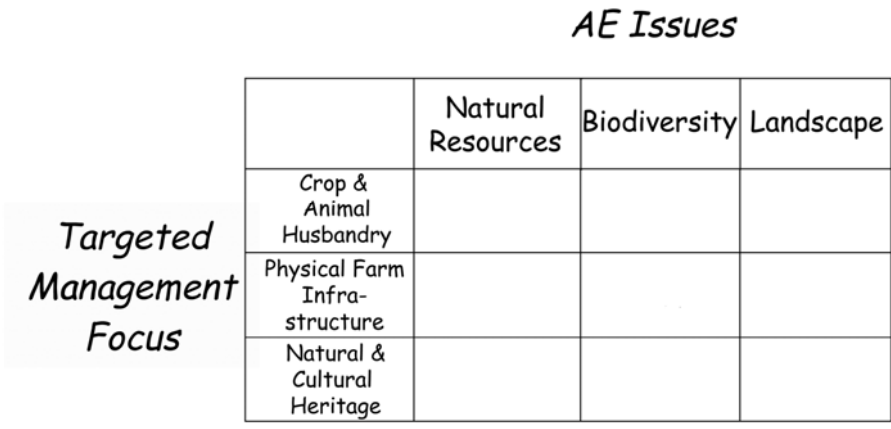 AE Issues
Natural
Resources
Biodiversity
Landscape
Targeted
Management
Focus
Crop &
Animal
Husbandry
Physical Farm
Infra-
structure
Natural &
Cultural
Heritage